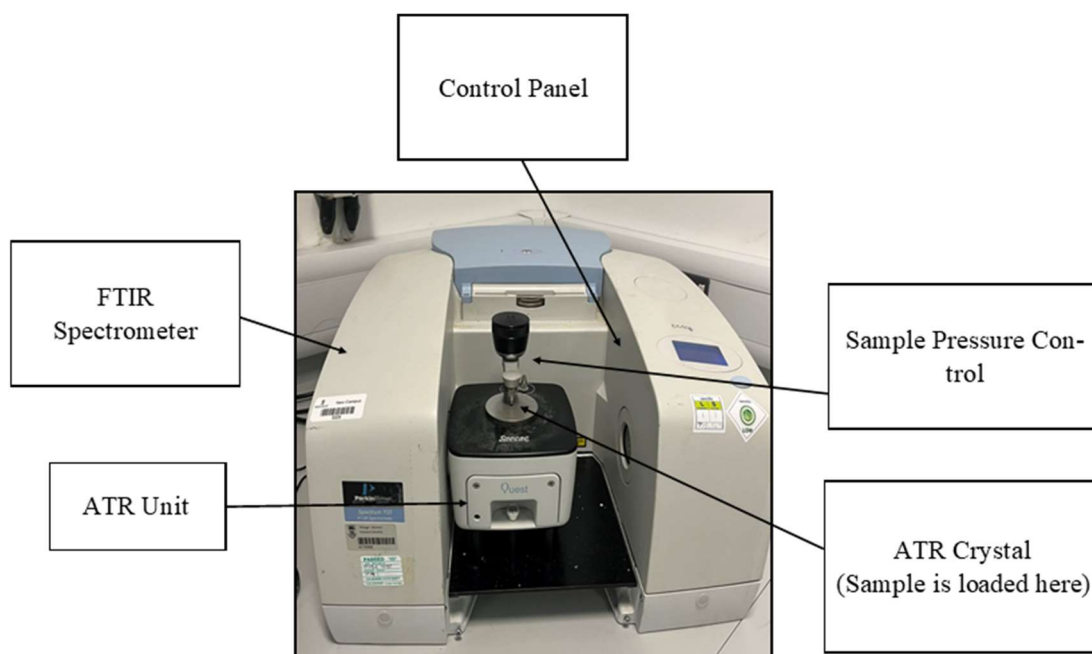 Control Panel
FTIR
Spectrometer
Sample Pressure Con-
trol
ATR Unit
ATR Crystal
(Sample is loaded here)
Specac
Quest
PerkinElmer
LOW